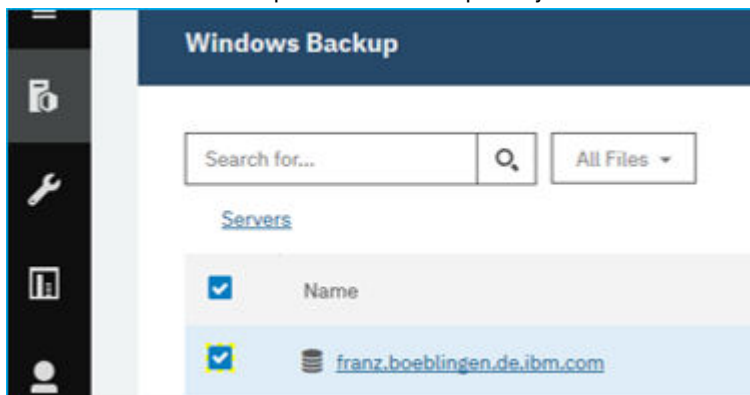 Windows Backup
Search for...
All Files
Servers
Name
franz.boeblingen.de.ibm.com